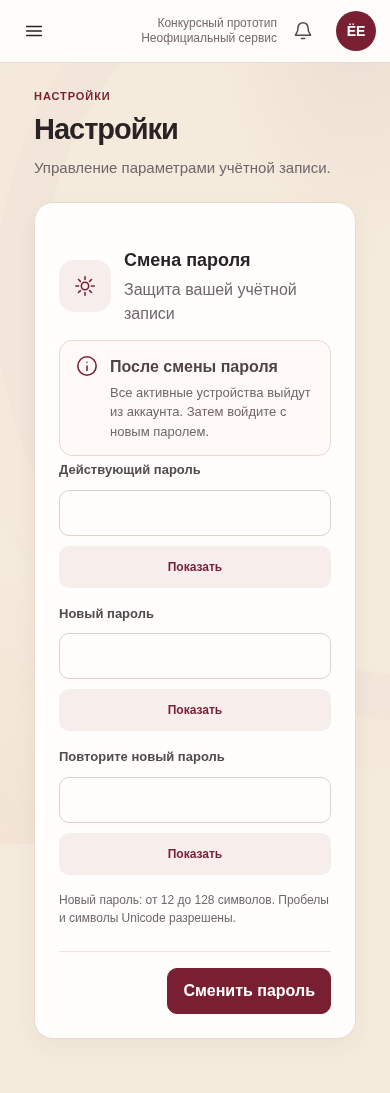 Конкурсный прототип
Неофициальный сервис
ЁЕ
НАСТРОЙКИ
Настройки
Управление параметрами учётной записи.
Смена пароля
Защита вашей учётной
записи
После смены пароля
Все активные устройства выйдут
из аккаунта. Затем войдите с
новым паролем.
Действующий пароль
Показать
Новый пароль
Показать
Повторите новый пароль
Показать
Новый пароль: от 12 до 128 символов. Пробелы
и символы Unicode разрешены.
Сменить пароль